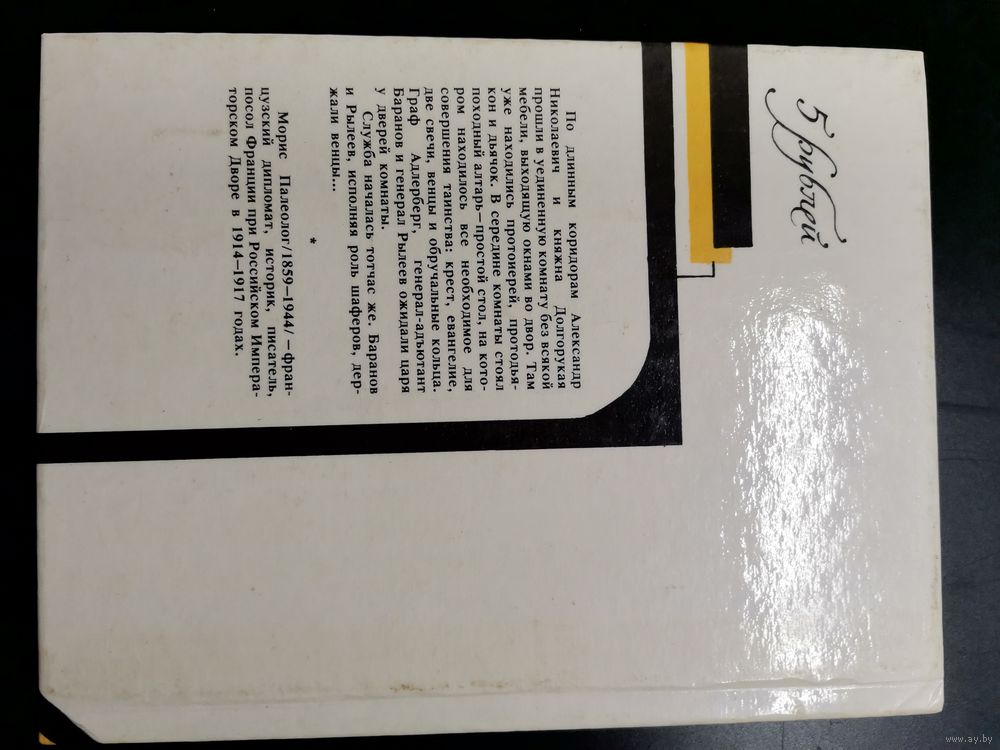 5 рублей
По длинным коридорам Александр
Николаевич и княжна Долгорукая
прошли в уединенную комнату без всякой
мебели, выходящую окнами во двор. Там
уже находились протоиерей, протодья-
кон и дьячок. В середине комнаты стоял
походный алтарь—простой стол, на кото-
ром находилось все необходимое для
совершения таинства: крест, евангелие,
две свечи, венцы и обручальные кольца.
Граф Адлерберг, генерал-адъютант
Баранов и генерал Рылеев ожидали царя
у дверей комнаты.
Служба началась тотчас же. Баранов
и Рылеев, исполняя роль шаферов, дер-
жали венцы...
*
Морис Палеолог/1859—1944/ — фран-
цузский дипломат, историк, писатель,
посол Франции при Российском Импера-
торском Дворе в 1914—1917 годах.
www.ay.by